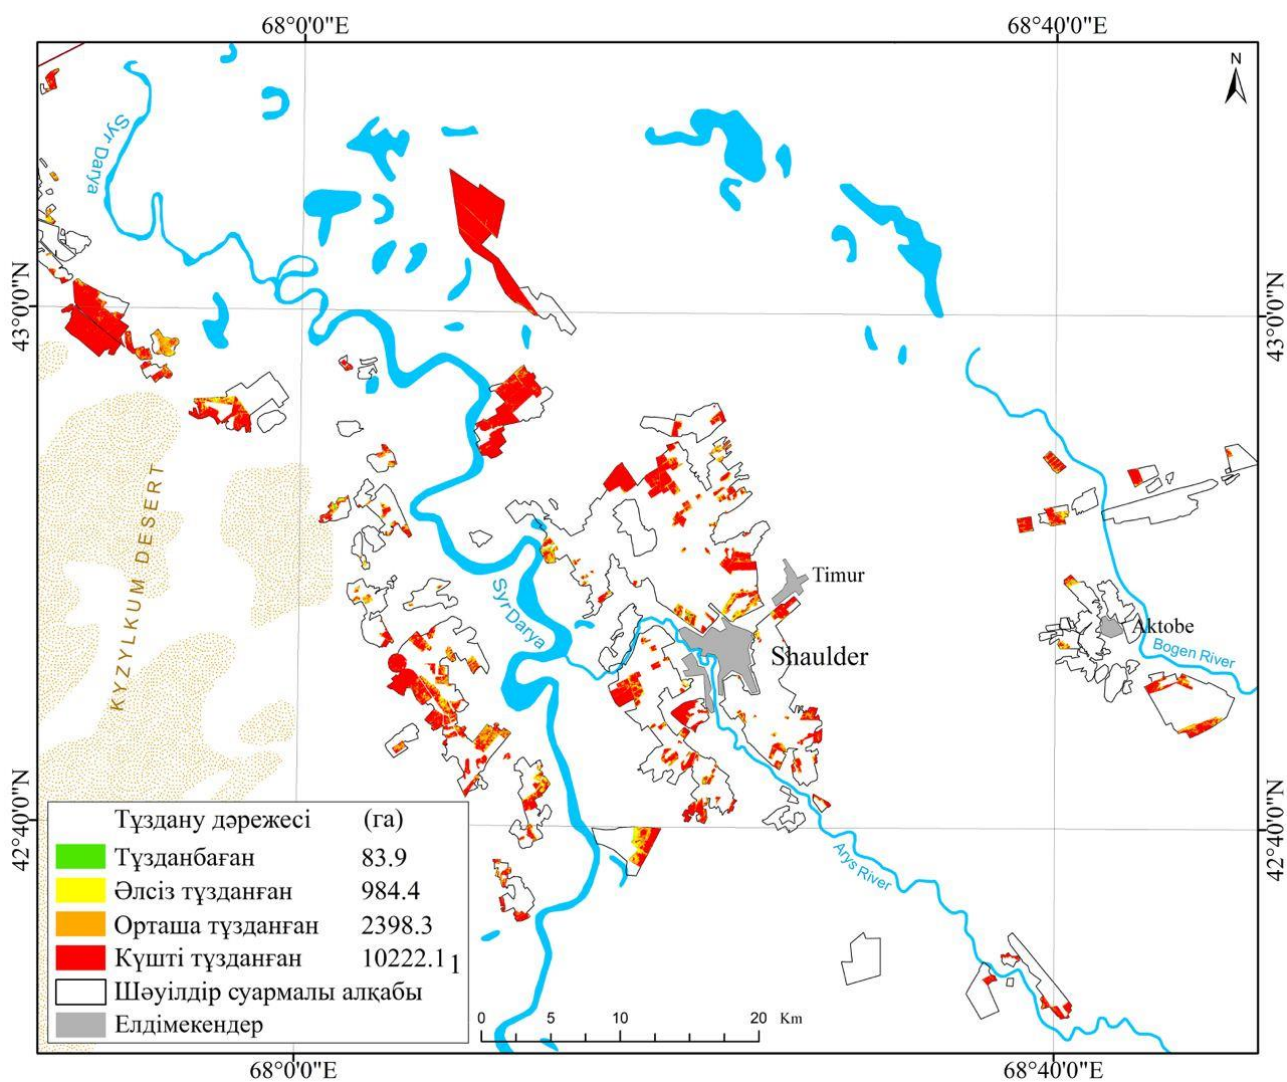 68°0'0"E
68°40'0"E
N
Syr Darya
43°0'0"N
43°0'0"N
KYZYLKUM DESERT
Timur
Syr Darya
Shaulder
Aktobe
Bogen River
42°40'0"N
42°40'0"N
Arys River
Тұздану дәрежесі (га)
Тұзданбаған 83.9
Әлсіз тұзданған 984.4
Орташа тұзданған 2398.3
Күшті тұзданған 10222.1 1
Шәуілдір суармалы алқабы
Елдімекендер
0 5 10 20 Km
68°0'0"E
68°40'0"E